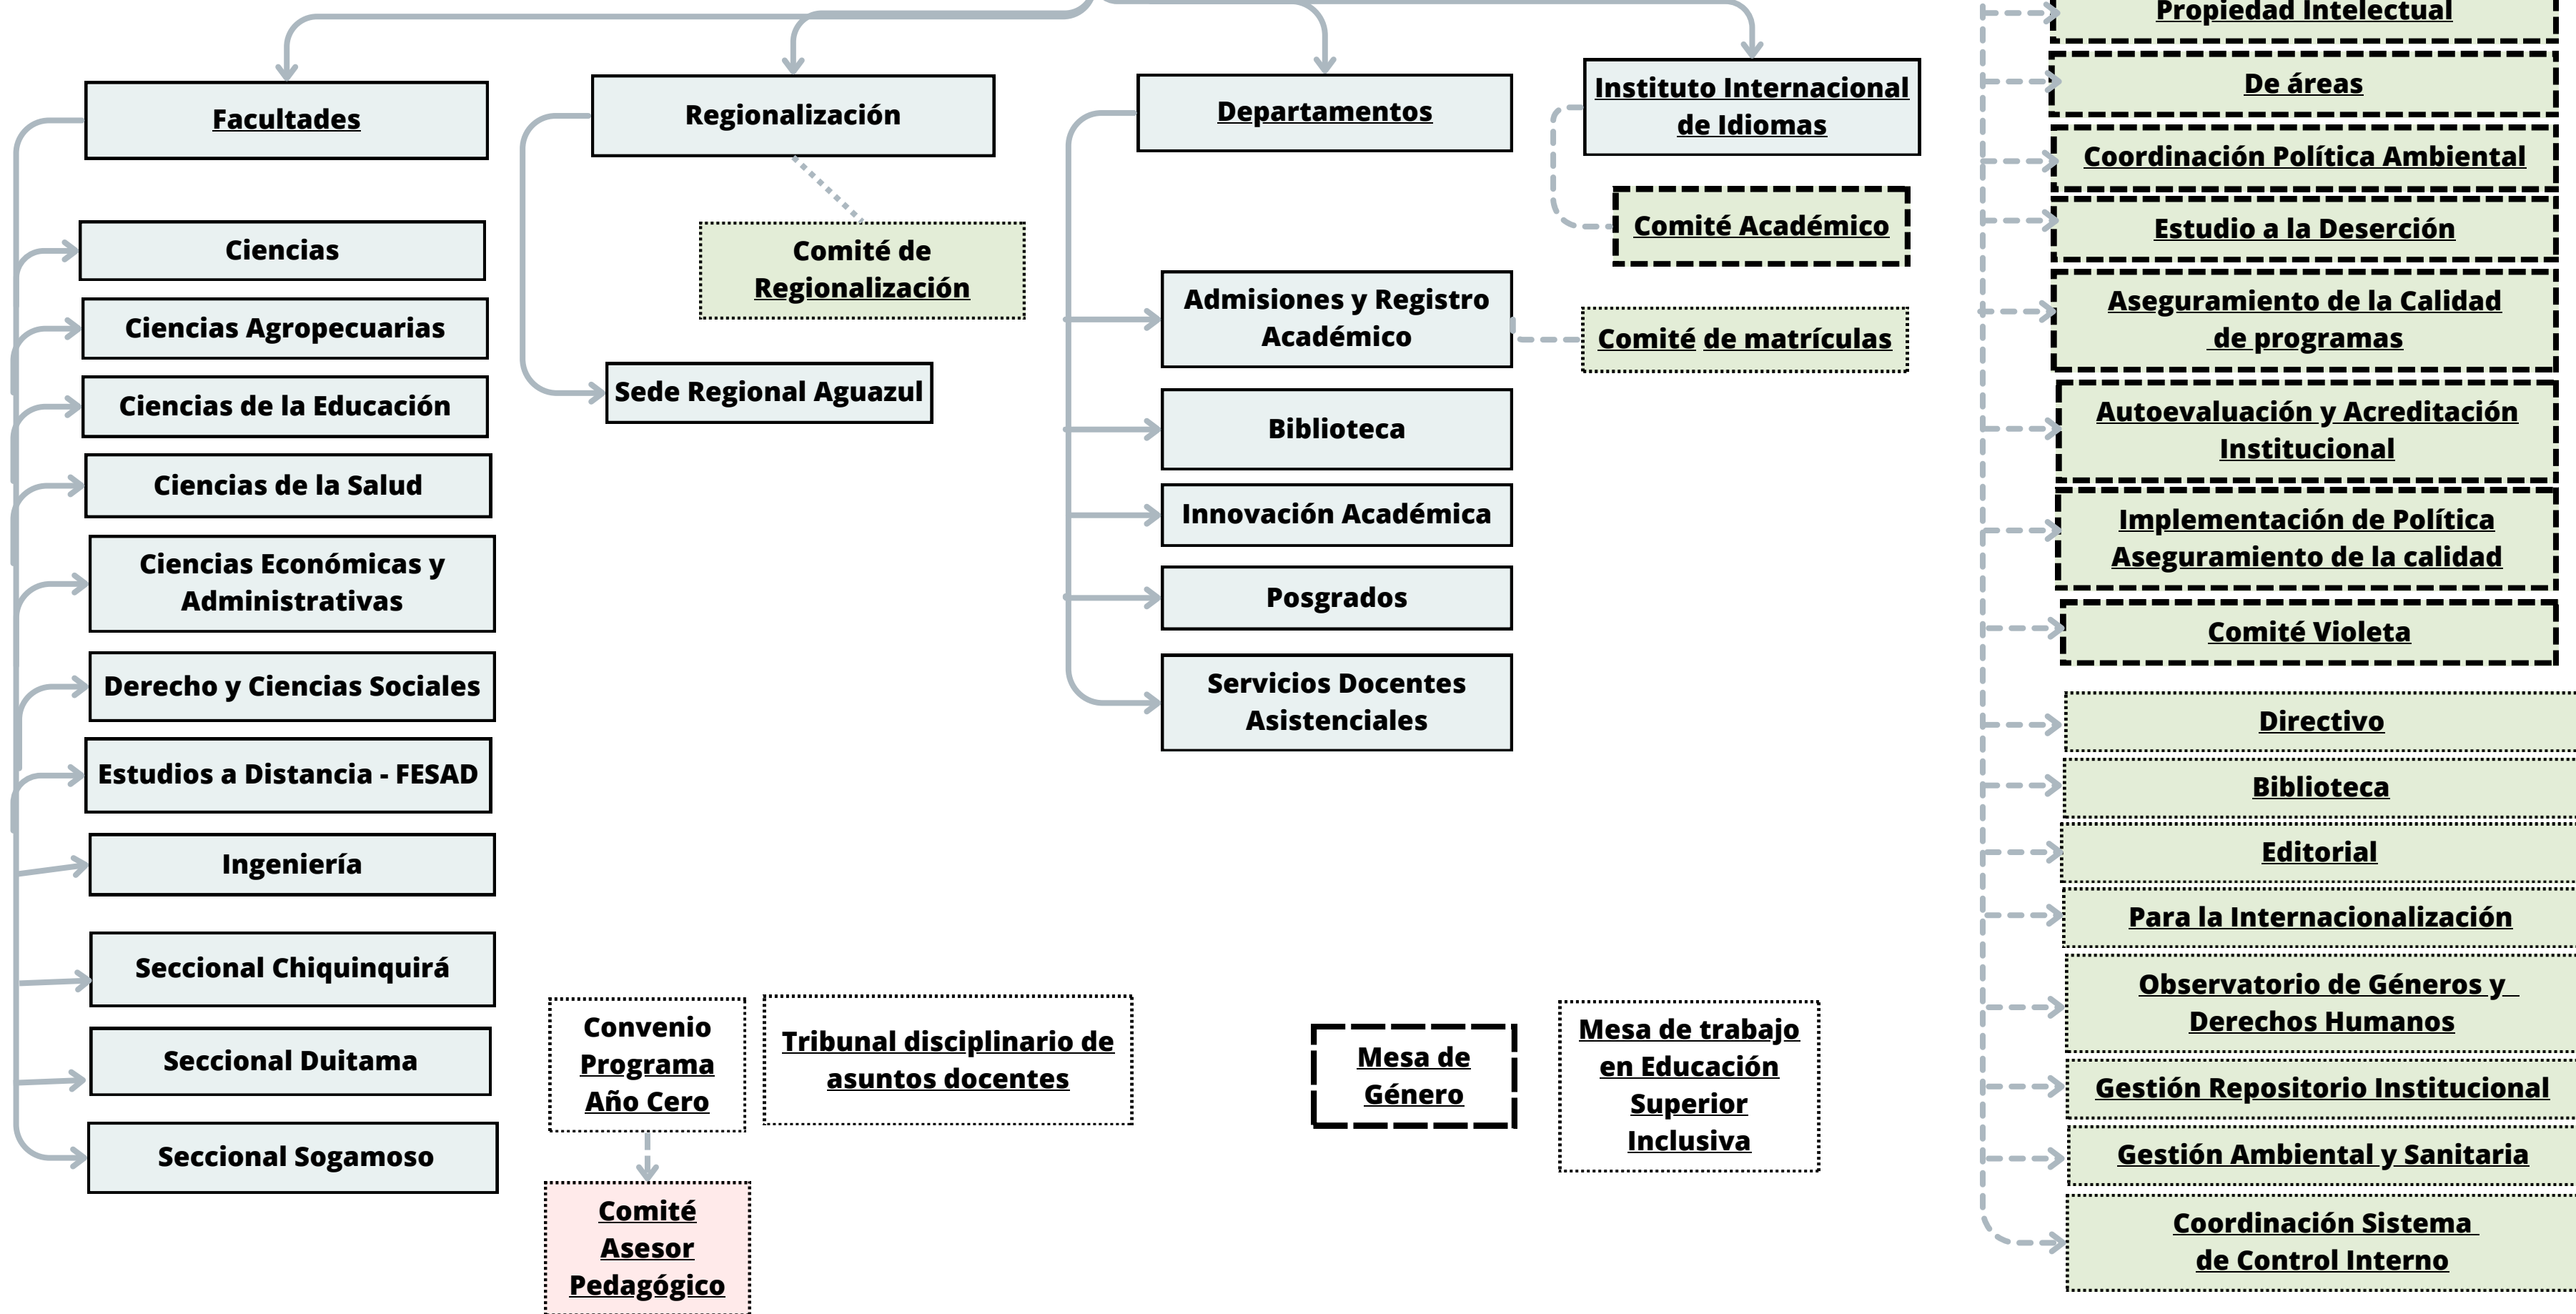 Facultades
Ciencias
Ciencias Agropecuarias
Ciencias de la Educación
Ciencias de la Salud
Ciencias Económicas y
Administrativas
Derecho y Ciencias Sociales
Estudios a Distancia - FESAD
Ingeniería
Seccional Chiquinquirá
Seccional Duitama
Seccional Sogamoso
Regionalización
Comité de
Regionalización
Sede Regional Aguazul
Departamentos
Admisiones y Registro
Académico
Biblioteca
Innovación Académica
Posgrados
Servicios Docentes
Asistenciales
Instituto Internacional
de Idiomas
Comité Académico
Comité de matrículas
Convenio
Programa
Año Cero
Comité
Asesor
Pedagógico
Tribunal disciplinario de
asuntos docentes
Mesa de
Género
Mesa de trabajo
en Educación
Superior
Inclusiva
Propiedad Intelectual
De áreas
Coordinación Política Ambiental
Estudio a la Deserción
Aseguramiento de la Calidad
de programas
Autoevaluación y Acreditación
Institucional
Implementación de Política
Aseguramiento de la calidad
Comité Violeta
Directivo
Biblioteca
Editorial
Para la Internacionalización
Observatorio de Géneros y
Derechos Humanos
Gestión Repositorio Institucional
Gestión Ambiental y Sanitaria
Coordinación Sistema
de Control Interno